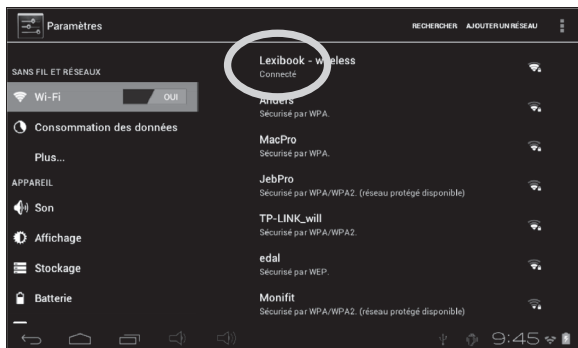 Paramètres
RECHERCHER AJOUTER UN RÉSEAU
SANS FIL ET RÉSEAUX
Wi-Fi OUI
Consommation des données
Plus...
APPAREIL
Son
Affichage
Stockage
Batterie
Lexibook - wireless
Connecté
Anders
Sécurisé par WPA.
MacPro
Sécurisé par WPA.
JebPro
Sécurisé par WPA/WPA2. (réseau protégé disponible)
TP-LINK_will
Sécurisé par WPA/WPA2.
edal
Sécurisé par WEP.
Monifit
Sécurisé par WPA/WPA2. (réseau protégé disponible)
9:45